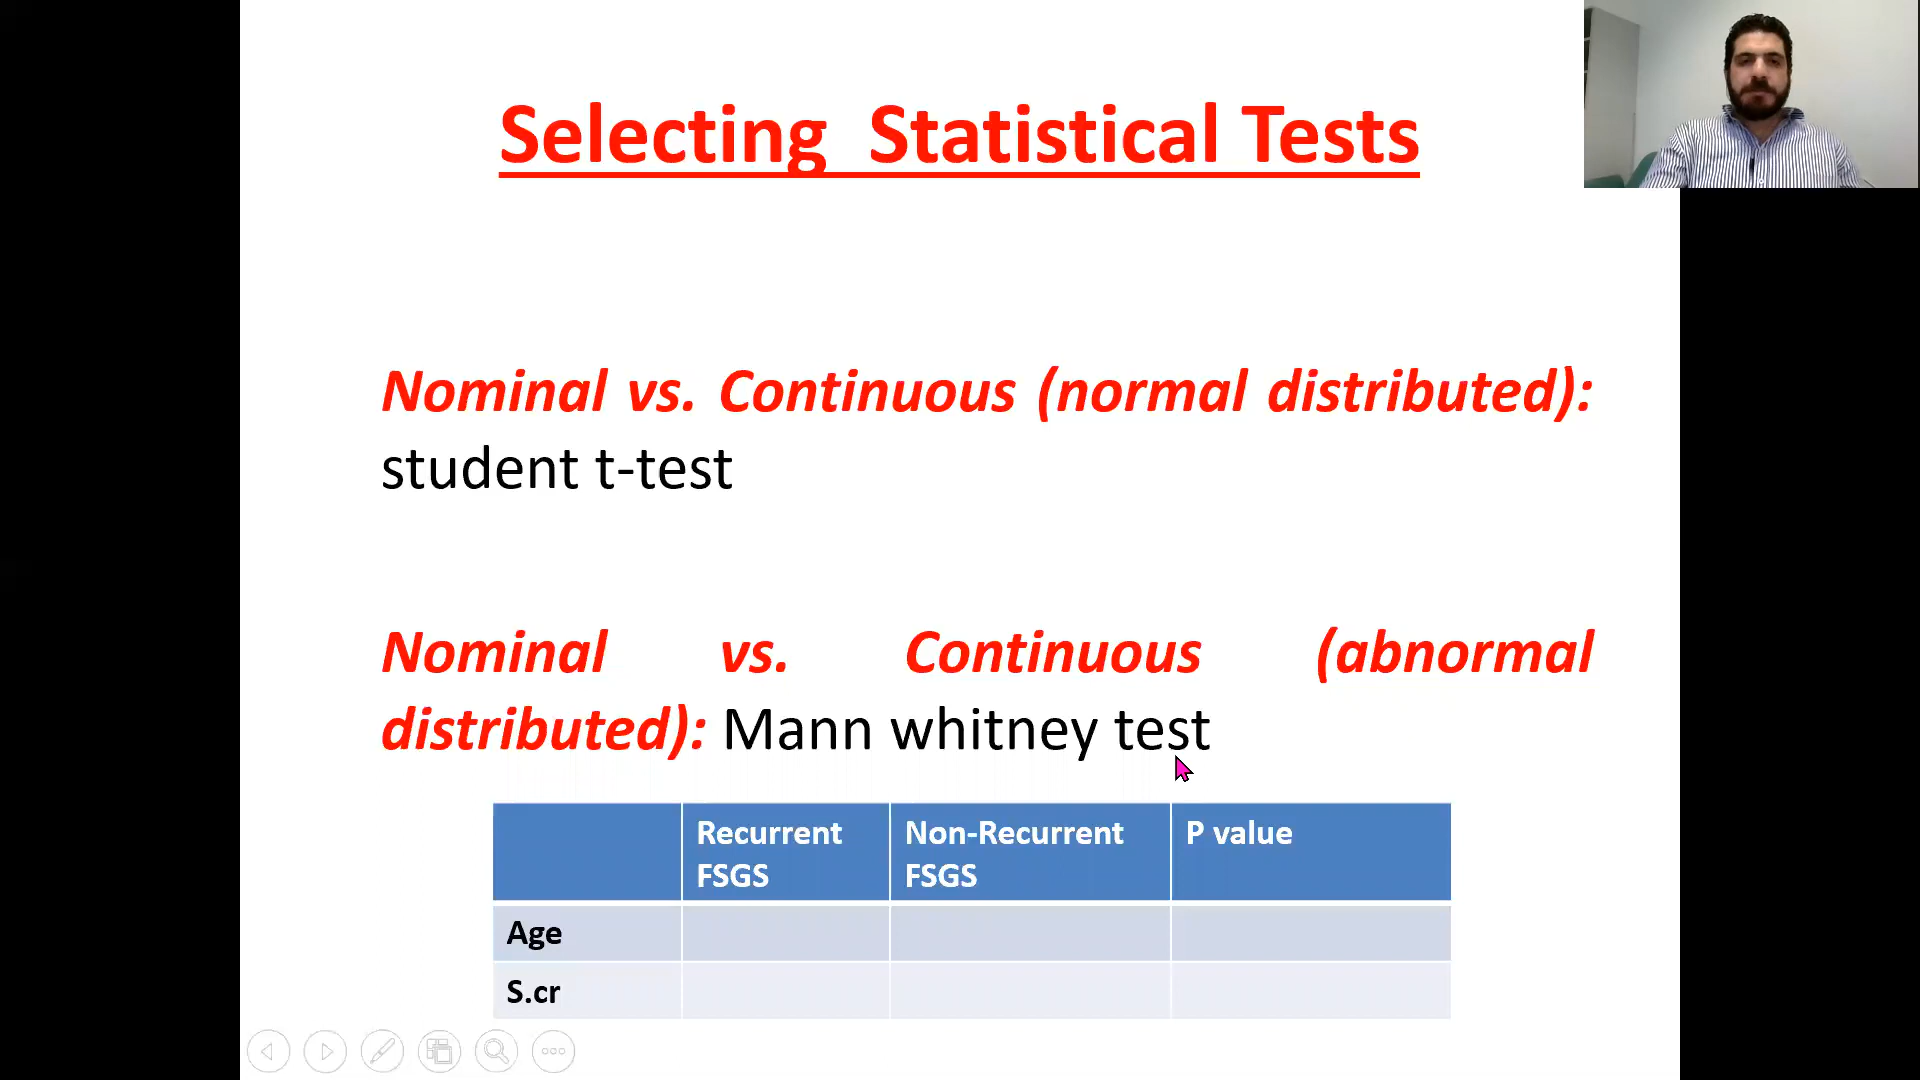 Selecting Statistical Tests
Nominal vs. Continuous (normal distributed):
student t-test
Nominal vs. Continuous (abnormal
distributed): Mann whitney test
Recurrent FSGS Non-Recurrent FSGS P value
Age
S.cr